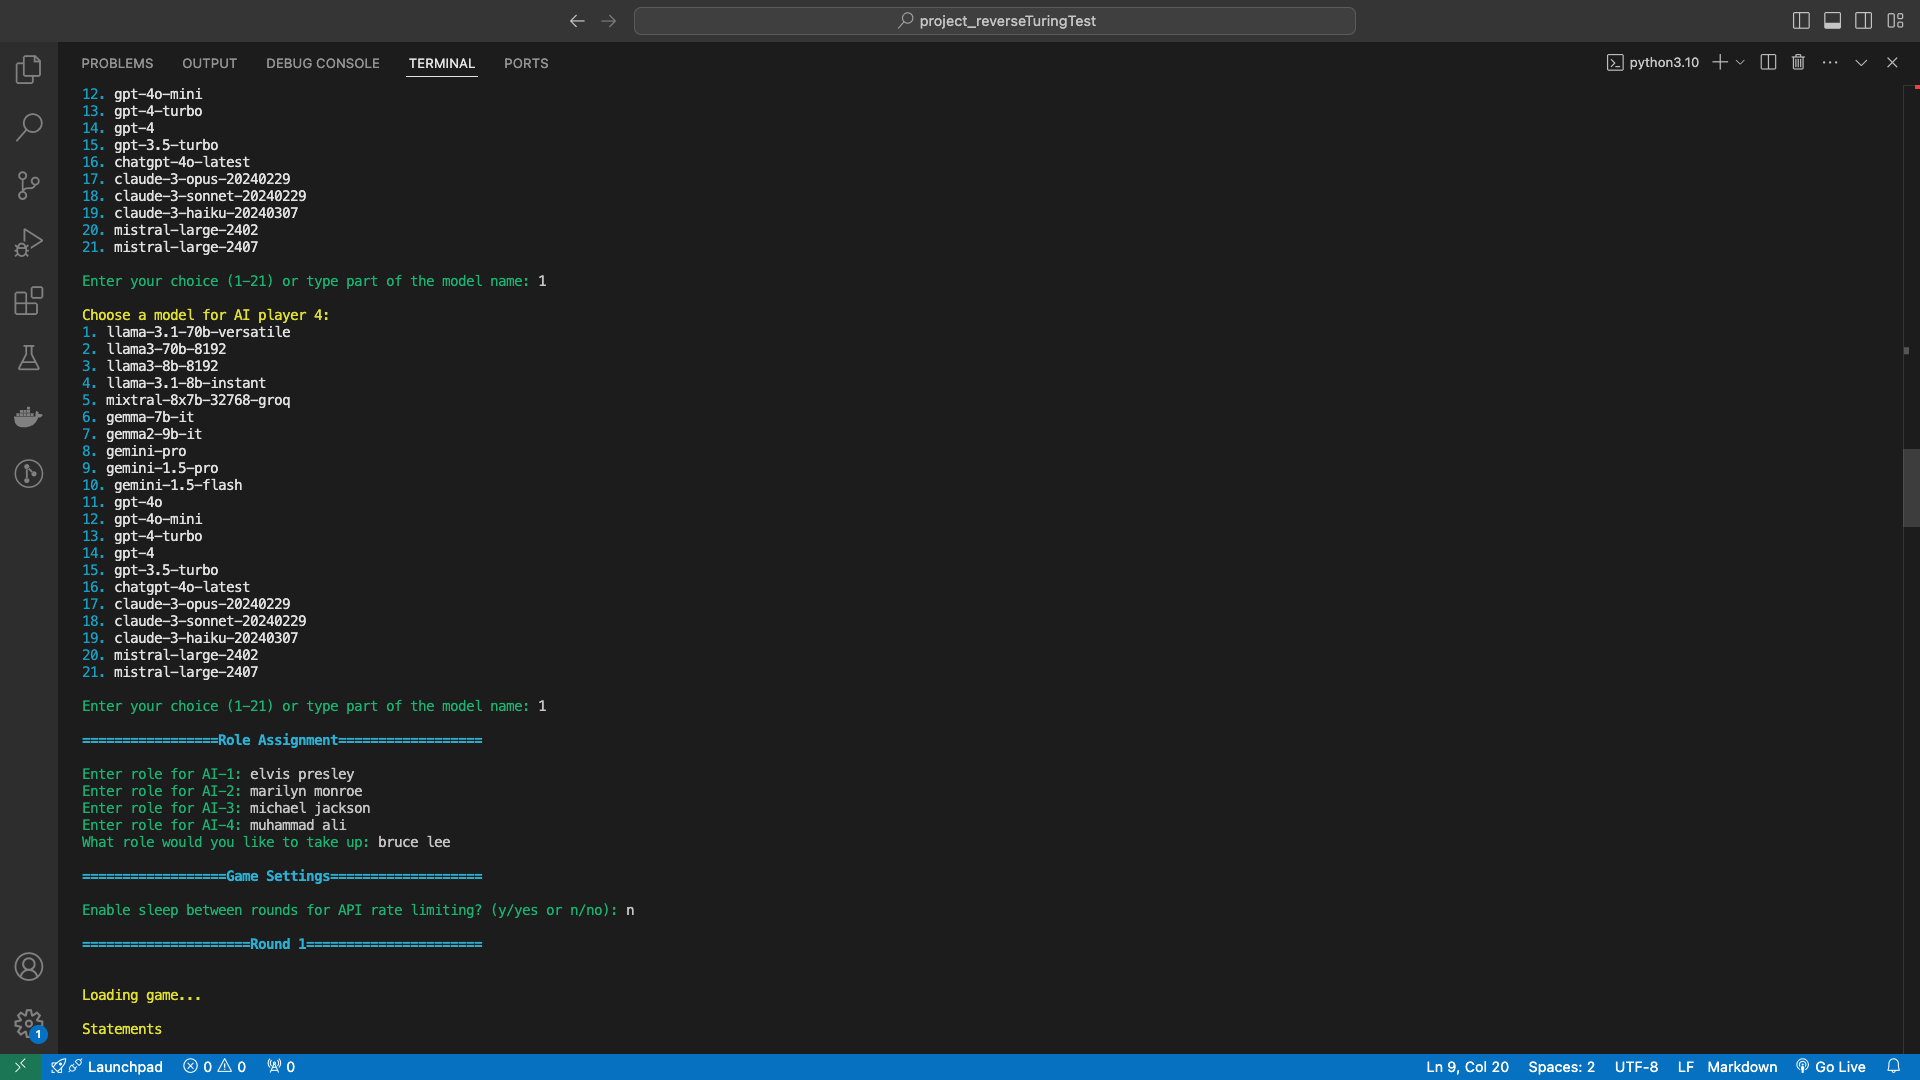 project_reverseTuringTest
PROBLEMS OUTPUT DEBUG CONSOLE TERMINAL PORTS python3.10
12. gpt-4o-mini
13. gpt-4-turbo
14. gpt-4
15. gpt-3.5-turbo
16. chatgpt-4o-latest
17. claude-3-opus-20240229
18. claude-3-sonnet-20240229
19. claude-3-haiku-20240307
20. mistral-large-2402
21. mistral-large-2407
Enter your choice (1-21) or type part of the model name: 1
Choose a model for AI player 4:
1. llama-3.1-70b-versatile
2. llama3-70b-8192
3. llama3-8b-8192
4. llama-3.1-8b-instant
5. mixtral-8x7b-32768-groq
6. gemma-7b-it
7. gemma2-9b-it
8. gemini-pro
9. gemini-1.5-pro
10. gemini-1.5-flash
11. gpt-4o
12. gpt-4o-mini
13. gpt-4-turbo
14. gpt-4
15. gpt-3.5-turbo
16. chatgpt-4o-latest
17. claude-3-opus-20240229
18. claude-3-sonnet-20240229
19. claude-3-haiku-20240307
20. mistral-large-2402
21. mistral-large-2407
Enter your choice (1-21) or type part of the model name: 1
=================Role Assignment==================
Enter role for AI-1: elvis presley
Enter role for AI-2: marilyn monroe
Enter role for AI-3: michael jackson
Enter role for AI-4: muhammad ali
What role would you like to take up: bruce lee
==================Game Settings===================
Enable sleep between rounds for API rate limiting? (y/yes or n/no): n
=====================Round 1======================
Loading game...
Statements
1
Launchpad 0 0 0 Ln 9, Col 20 Spaces: 2 UTF-8 LF Markdown Go Live